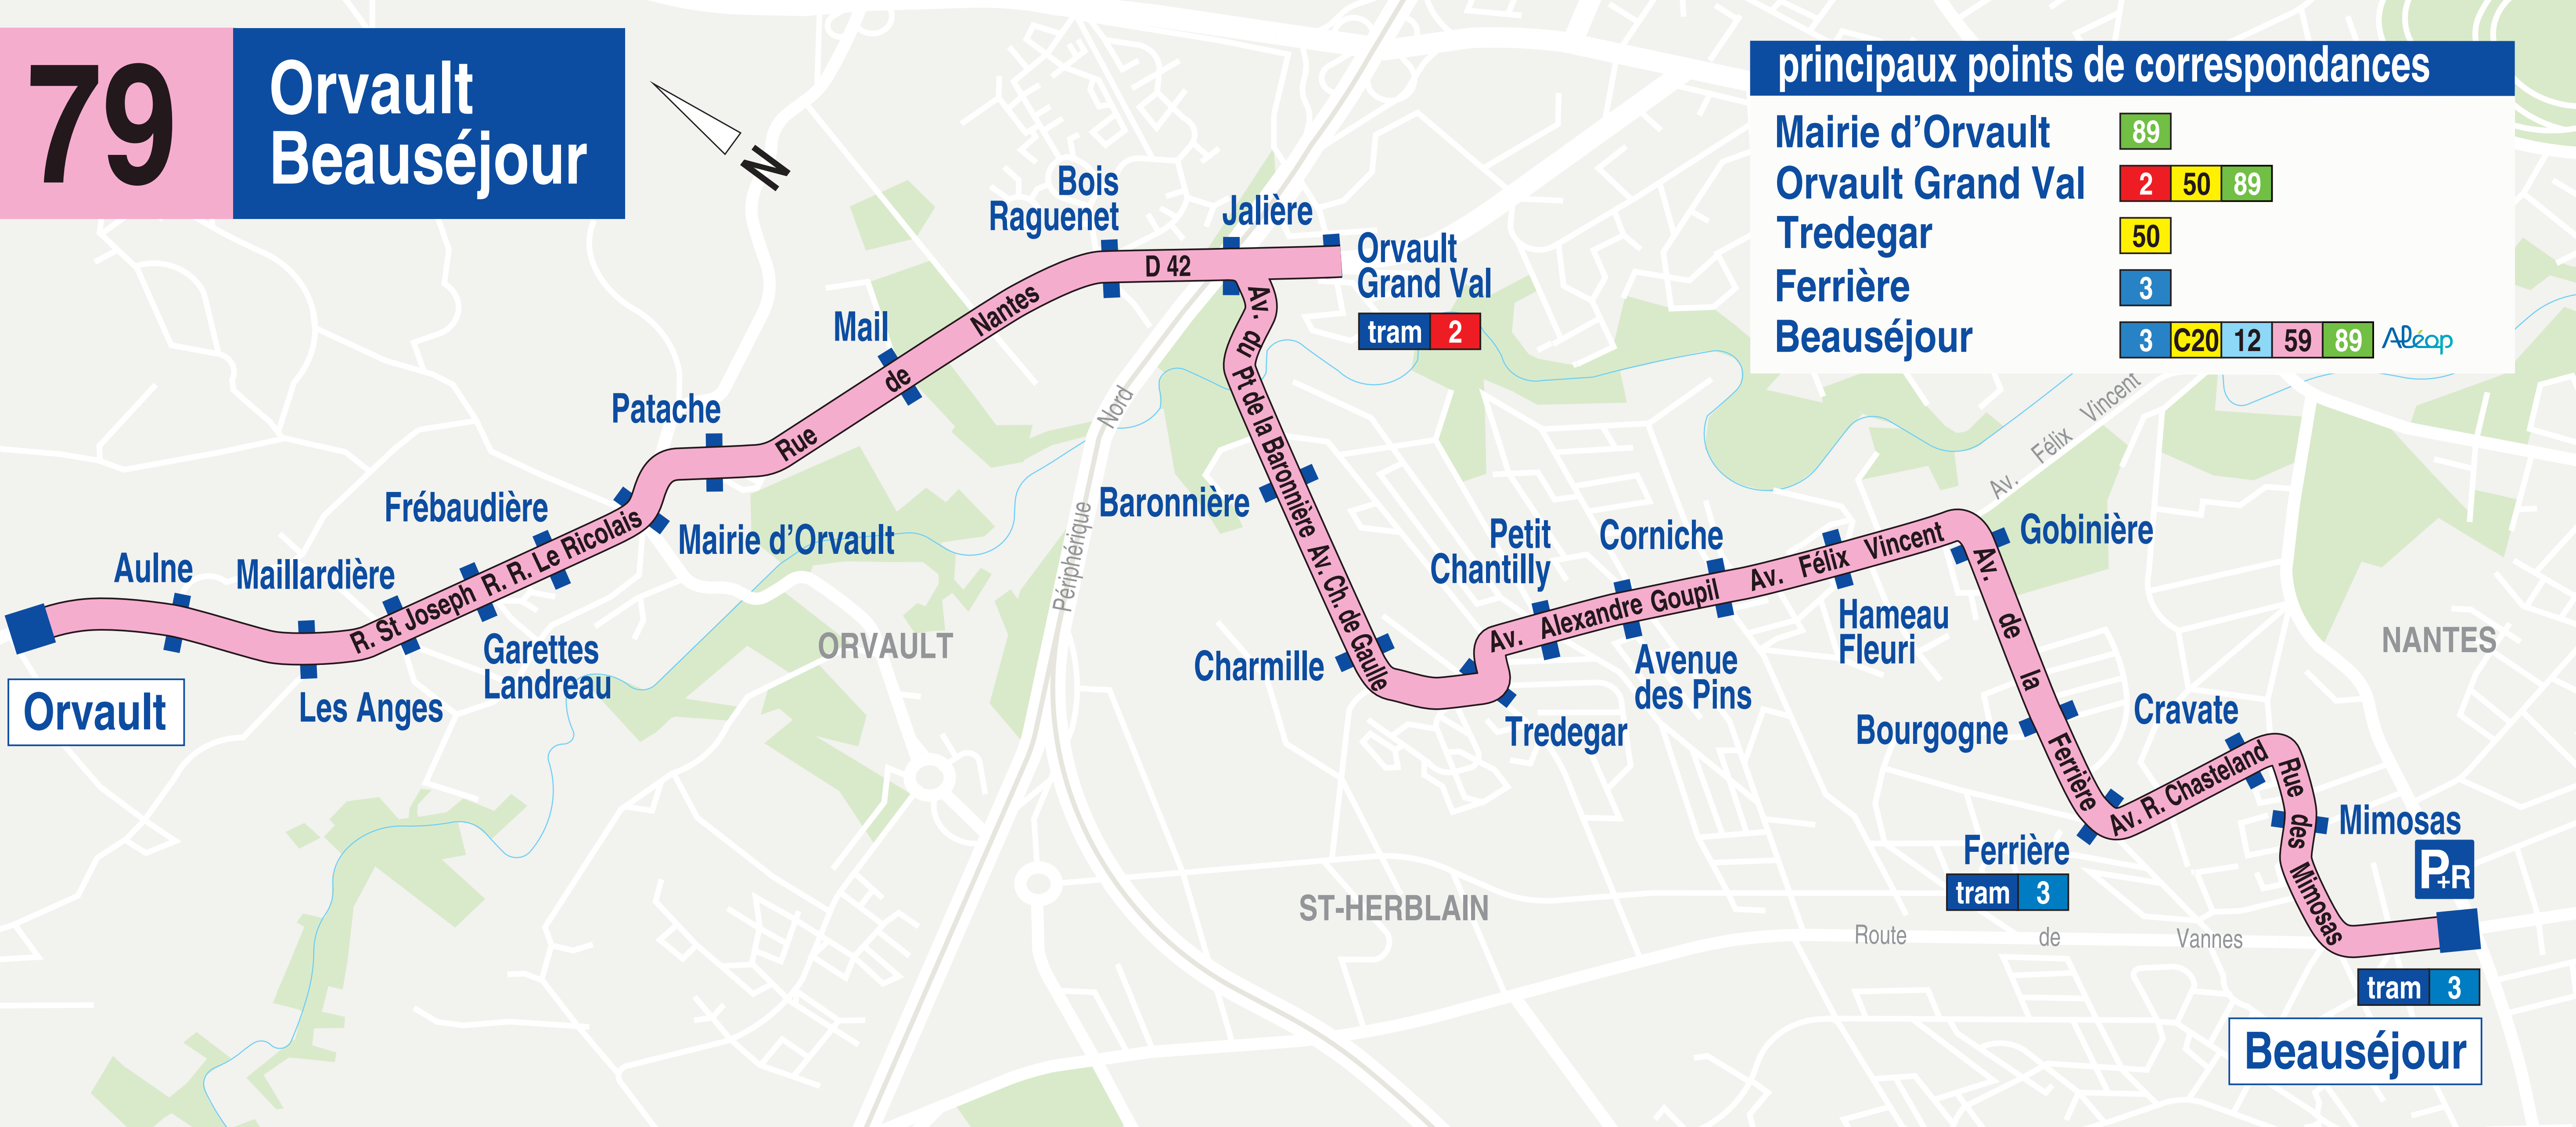 79
Orvault
Beauséjour
N
principaux points de correspondances
Mairie d’Orvault 89
Orvault Grand Val 2 50 89
Tredegar 50
Ferrière 3
Beauséjour 3 C20 12 59 89 Aléop
Bois
Raguenet
Jalière
Orvault
Grand Val
tram 2
D 42
Mail
Rue de Nantes
Patache
Frébaudière
Mairie d’Orvault
Aulne
Maillardière
R. St Joseph R. R. Le Ricolais
Garettes
Landreau
Les Anges
Orvault
ORVAULT
Périphérique Nord
Av. du Pt de la Baronnière
Baronnière
Av. Ch. de Gaulle
Charmille
Tredegar
Petit
Chantilly
Av. Alexandre Goupil
Corniche
Avenue
des Pins
Av. Félix Vincent
Av. Félix Vincent
Hameau
Fleuri
Gobinière
Av. de la Ferrière
Bourgogne
NANTES
Cravate
Av. R. Chasteland
Ferrière
tram 3
Rue des Mimosas
Mimosas
P+R
ST-HERBLAIN
Route de Vannes
tram 3
Beauséjour